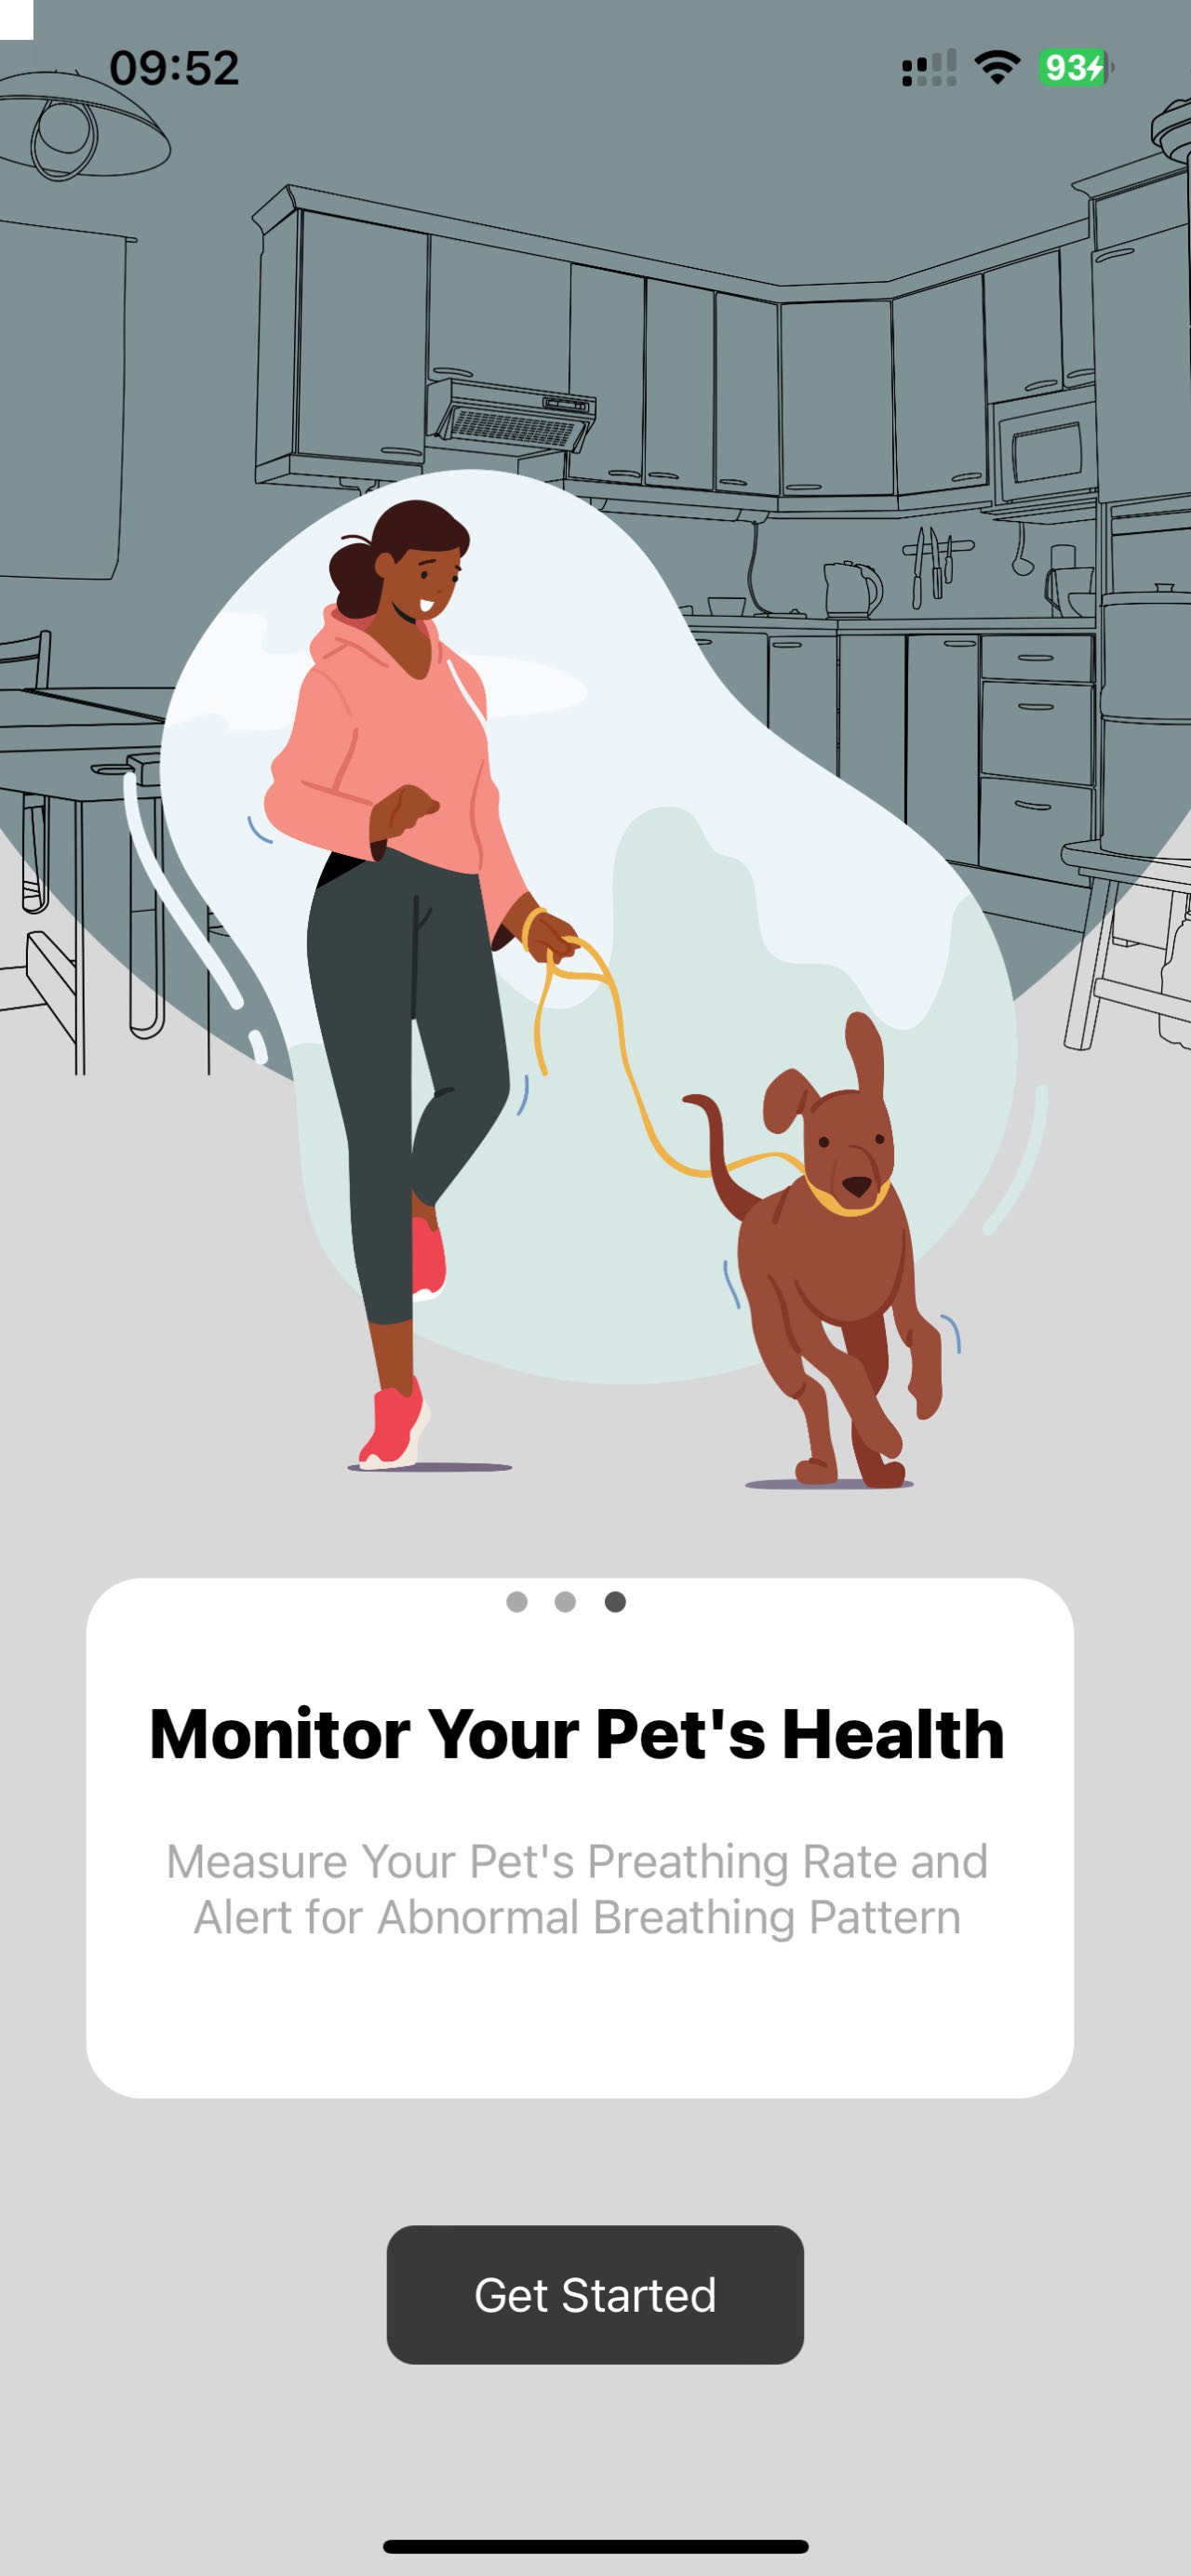 09:52
93
Monitor Your Pet's Health
Measure Your Pet's Preathing Rate and
Alert for Abnormal Breathing Pattern
Get Started